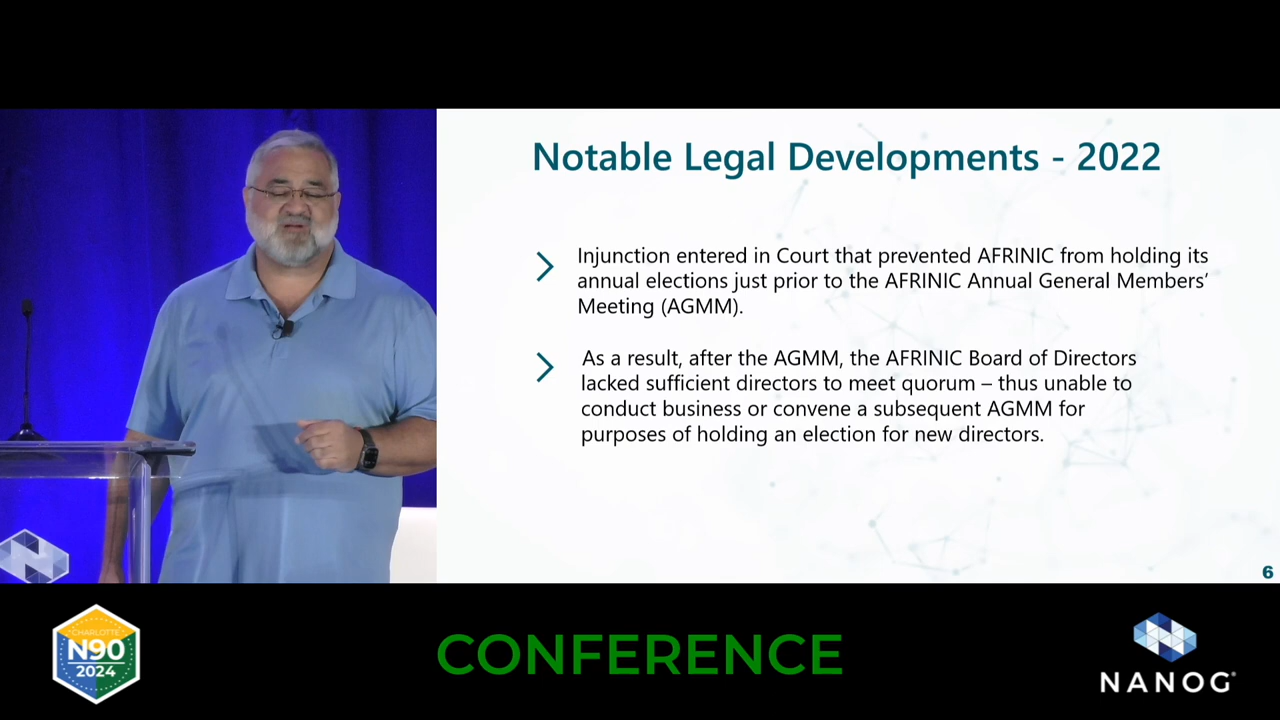 Notable Legal Developments - 2022
Injunction entered in Court that prevented AFRINIC from holding its
annual elections just prior to the AFRINIC Annual General Members’
Meeting (AGMM).
As a result, after the AGMM, the AFRINIC Board of Directors
lacked sufficient directors to meet quorum – thus unable to
conduct business or convene a subsequent AGMM for
purposes of holding an election for new directors.
6
CHARLOTTE
N90
2024
CONFERENCE
NANOG®